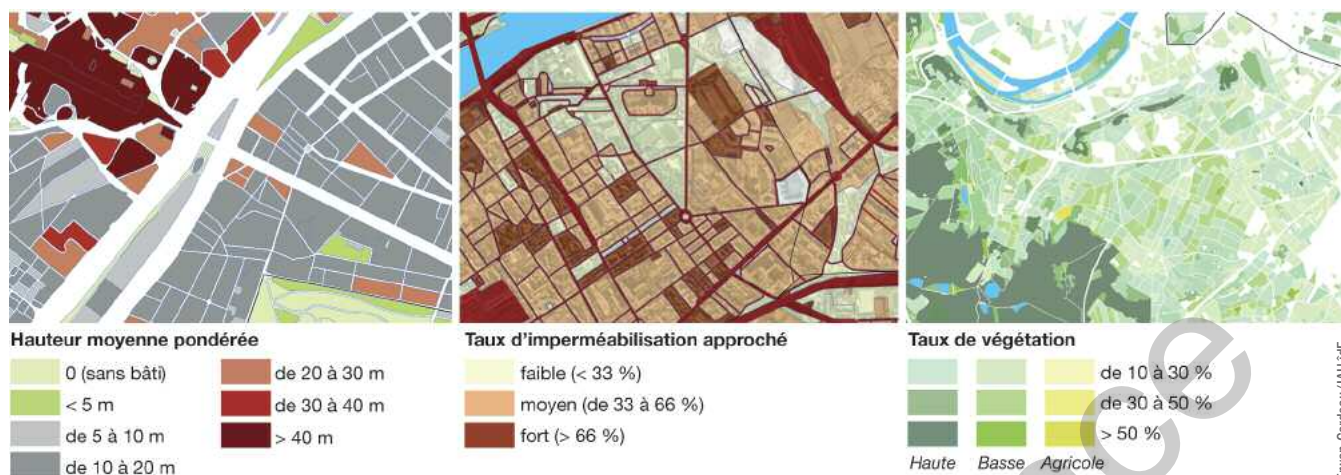 Hauteur moyenne pondérée
0 (sans bâti)
< 5 m
de 5 à 10 m
de 10 à 20 m
de 20 à 30 m
de 30 à 40 m
> 40 m
Taux d'imperméabilisation approché
faible (< 33 %)
moyen (de 33 à 66 %)
fort (> 66 %)
Taux de végétation
de 10 à 30 %
de 30 à 50 %
> 50 %
Haute Basse Agricole